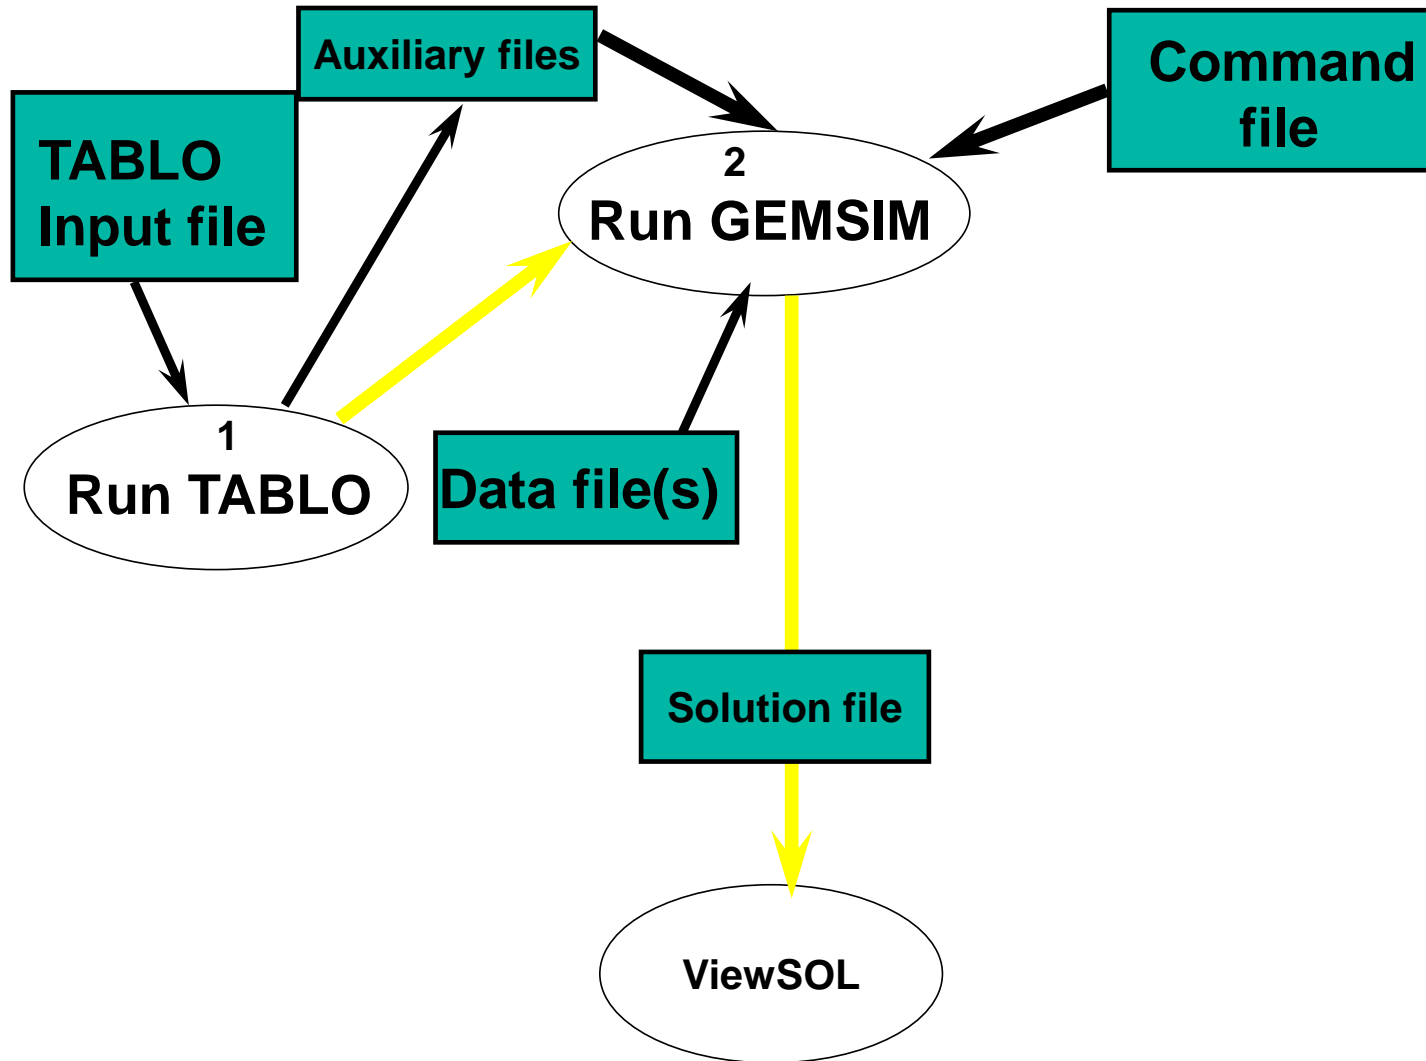 Auxiliary files
Command
file
TABLO
Input file
2
Run GEMSIM
1
Run TABLO
Data file(s)
Solution file
ViewSOL